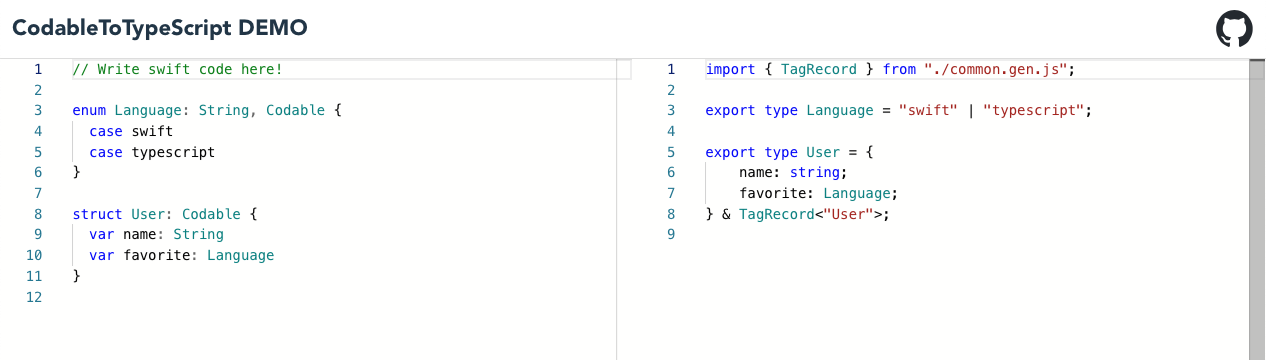 CodableToTypeScript DEMO
1 // Write swift code here!
2
3 enum Language: String, Codable {
4   case swift
5   case typescript
6 }
7
8 struct User: Codable {
9   var name: String
10   var favorite: Language
11 }
12
1 import { TagRecord } from "./common.gen.js";
2
3 export type Language = "swift" | "typescript";
4
5 export type User = {
6     name: string;
7     favorite: Language;
8 } & TagRecord<"User">;
9